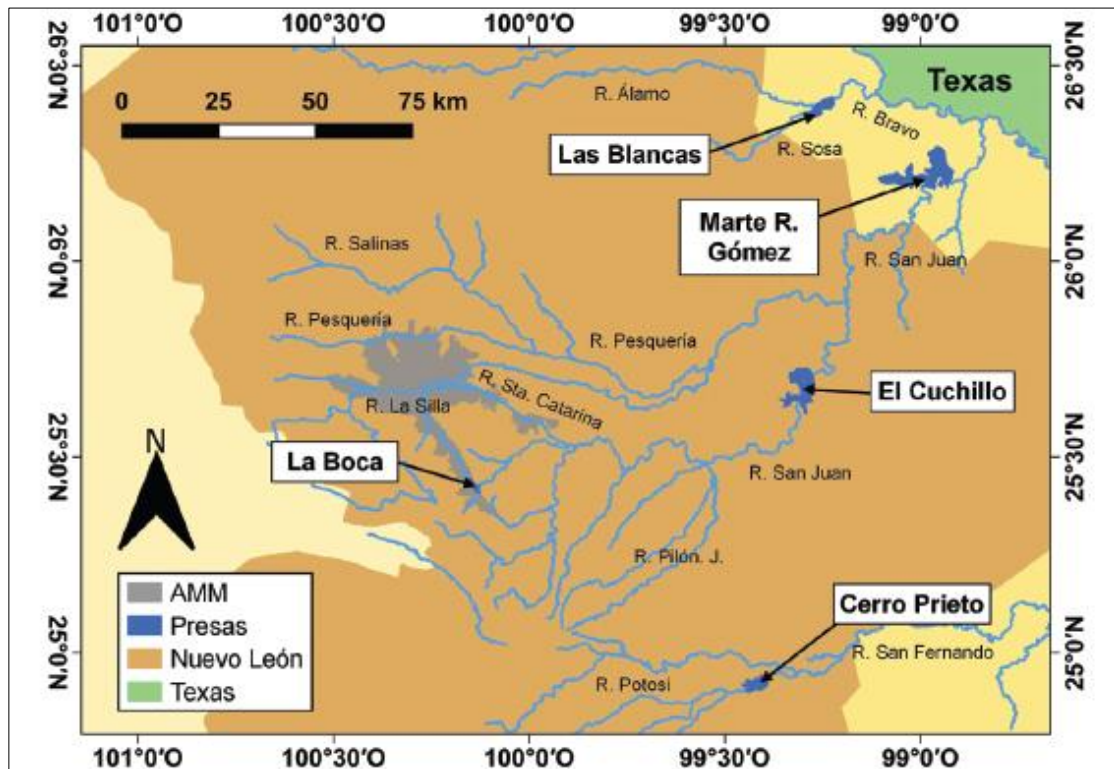 101°0'O 100°30'O 100°0'O 99°30'O 99°0'O
26°30'N
26°30'N
0 25 50 75 km
Texas
R. Álamo
R. Bravo
Las Blancas
R. Sosa
Marte R.
Gómez
R. Salinas
R. San Juan
26°0'N
26°0'N
R. Pesquería
R. Pesquería
El Cuchillo
R. Sta. Catarina
R. La Silla
N
La Boca
R. San Juan
25°30'N
25°30'N
R. Pilón. J.
AMM
Presas
Nuevo León
Texas
Cerro Prieto
R. San Fernando
R. Potosi
25°0'N
25°0'N
101°0'O 100°30'O 100°0'O 99°30'O 99°0'O